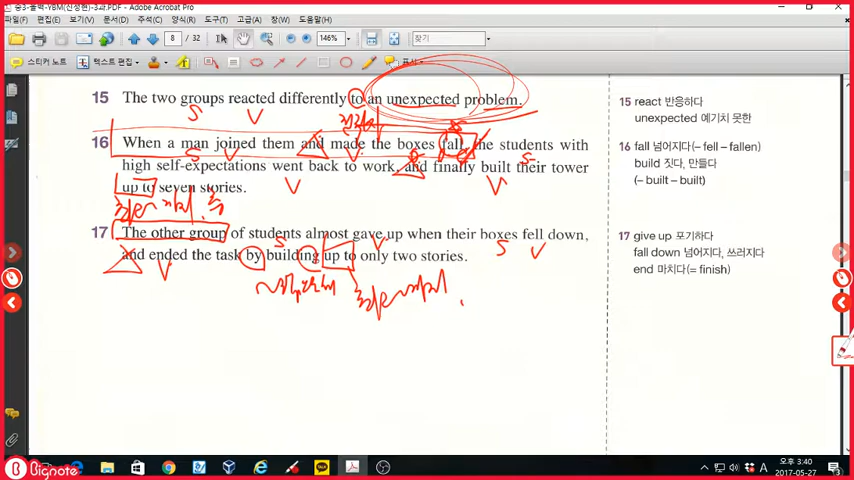 중3-둘박-YBM(신정현)-3과.PDF - Adobe Acrobat Pro
파일(F) 편집(E) 보기(V) 문서(D) 주석(C) 양식(R) 도구(T) 고급(A) 창(W) 도움말(H)
8 / 32 146% 찾기
스티커 노트 텍스트 편집 표시
15 The two groups reacted differently to an unexpected problem.
16 When a man joined them and made the boxes fall, the students with
high self-expectations went back to work, and finally built their tower
up to seven stories.
17 The other group of students almost gave up when their boxes fell down,
and ended the task by building up to only two stories.
15 react 반응하다
unexpected 예기치 못한
16 fall 넘어지다(– fell – fallen)
build 짓다, 만들다
(– built – built)
17 give up 포기하다
fall down 넘어지다, 쓰러지다
end 마치다(= finish)
S V
S V V S V
S V V
S V S V
V
Bignote
A 오후 3:40
2017-05-27